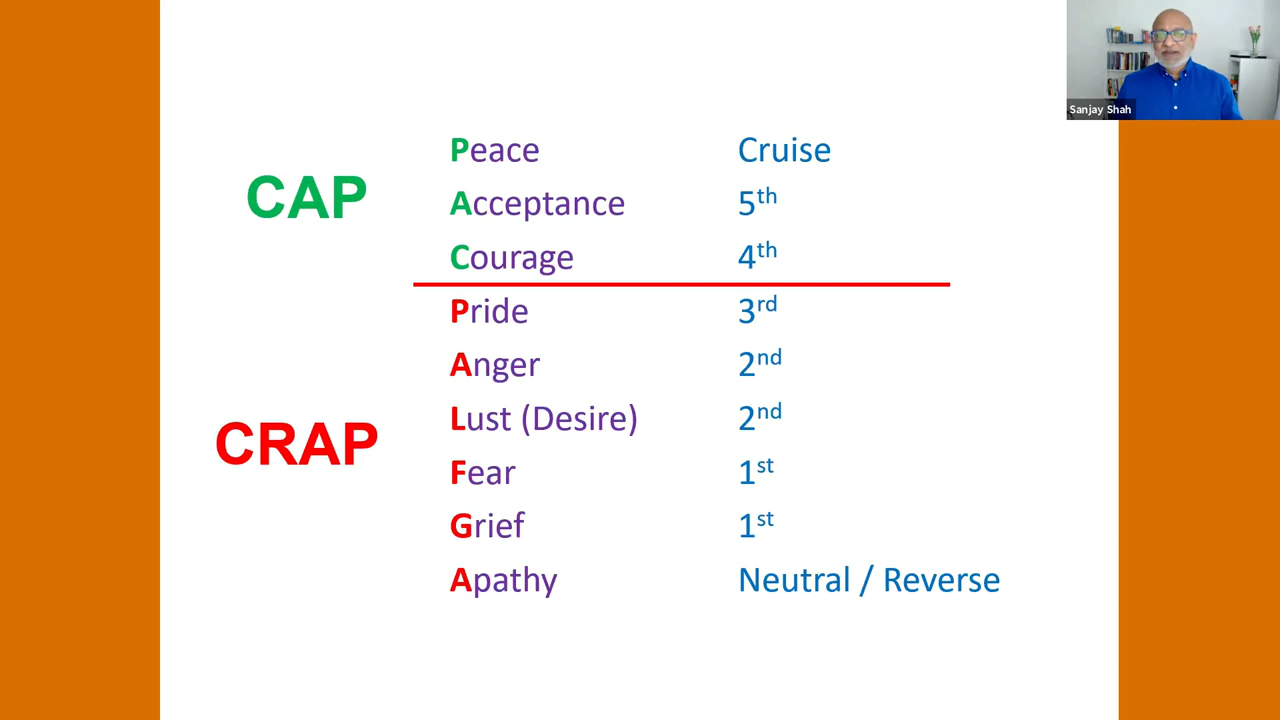 Sanjay Shah
CAP
Peace Cruise
Acceptance 5th
Courage 4th
Pride 3rd
Anger 2nd
Lust (Desire) 2nd
CRAP
Fear 1st
Grief 1st
Apathy Neutral / Reverse